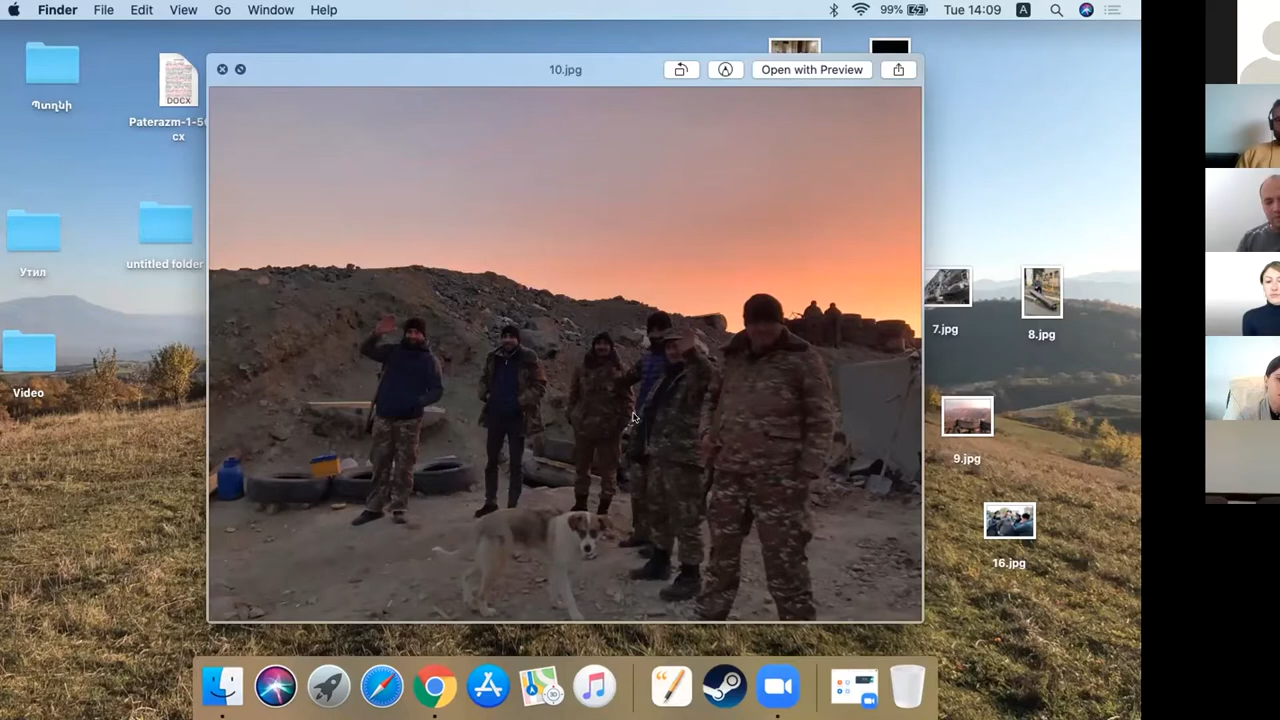 Finder File Edit View Go Window Help 99% Tue 14:09 A
Պտղնի
DOCX
Paterazm-1-5
cx
Утил
untitled folder
Video
10.jpg
Open with Preview
7.jpg
8.jpg
9.jpg
16.jpg
3D